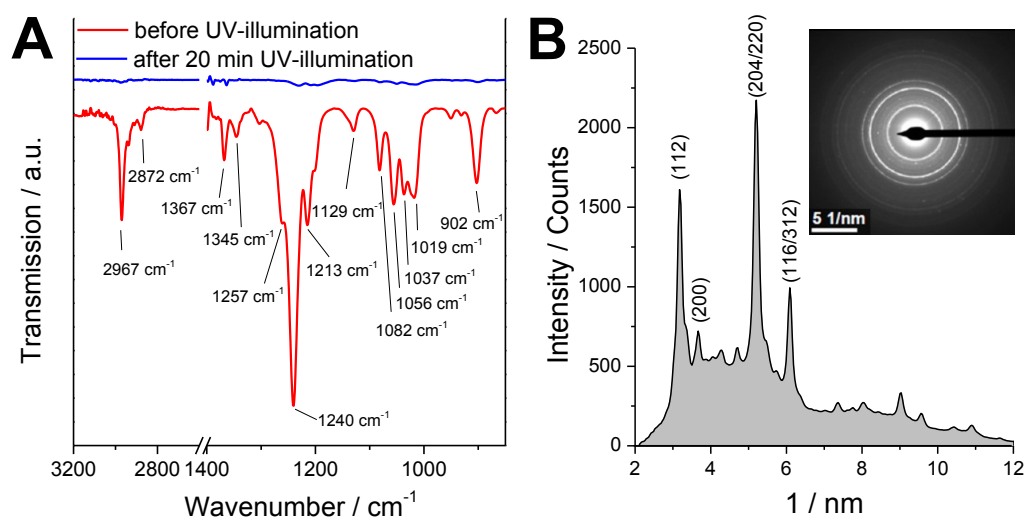 A
before UV-illumination
after 20 min UV-illumination
Transmission / a.u.
2967 cm⁻¹
2872 cm⁻¹
1367 cm⁻¹
1345 cm⁻¹
1257 cm⁻¹
1240 cm⁻¹
1213 cm⁻¹
1129 cm⁻¹
1082 cm⁻¹
1056 cm⁻¹
1037 cm⁻¹
1019 cm⁻¹
902 cm⁻¹
3200 2800 1400 1200 1000
Wavenumber / cm⁻¹
B
Intensity / Counts
2500
2000
1500
1000
500
0
(112)
(200)
(204/220)
(116/312)
5 1/nm
2 4 6 8 10 12
1 / nm